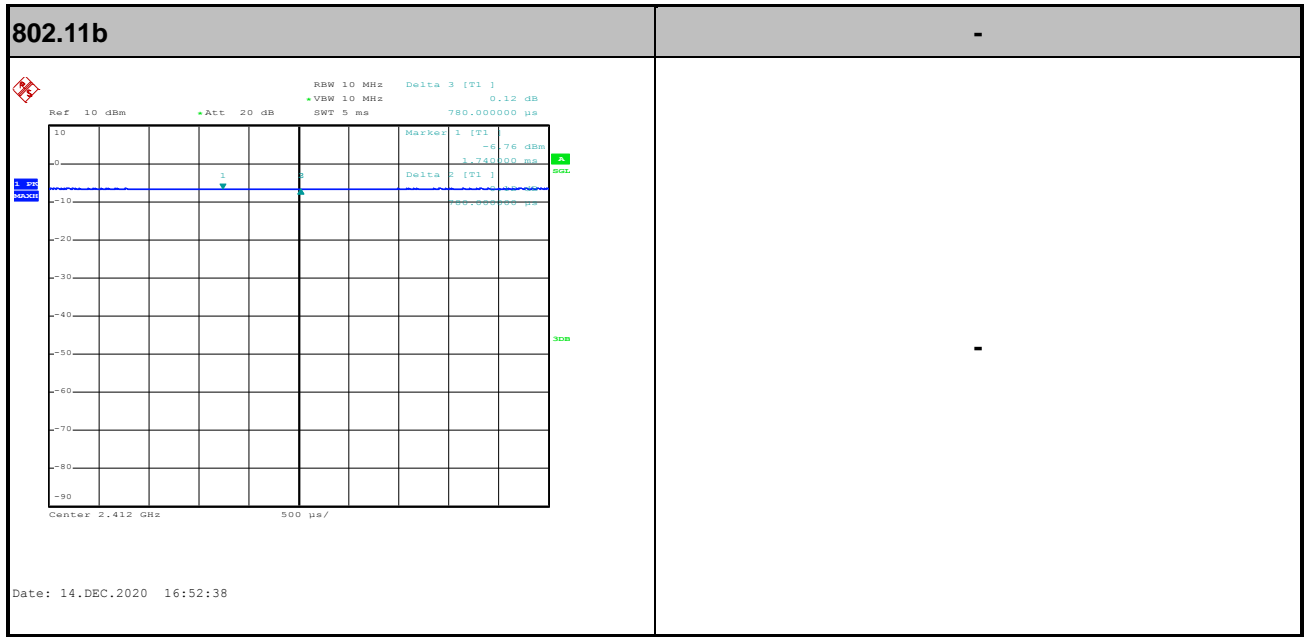 802.11b -
RBW 10 MHz Delta 3 [T1 ]
*VBW 10 MHz 0.12 dB
Ref 10 dBm *Att 20 dB SWT 5 ms 780.000000 µs
10 Marker 1 [T1 ]
-6.76 dBm
0 1.740000 ms A
SGL
1 Delta 2 [T1 ]
1 PK
MAXH
-10 780.000000 µs
-20
-30
-40
3DB
-50
-
-60
-70
-80
-90
Center 2.412 GHz 500 µs/
Date: 14.DEC.2020 16:52:38